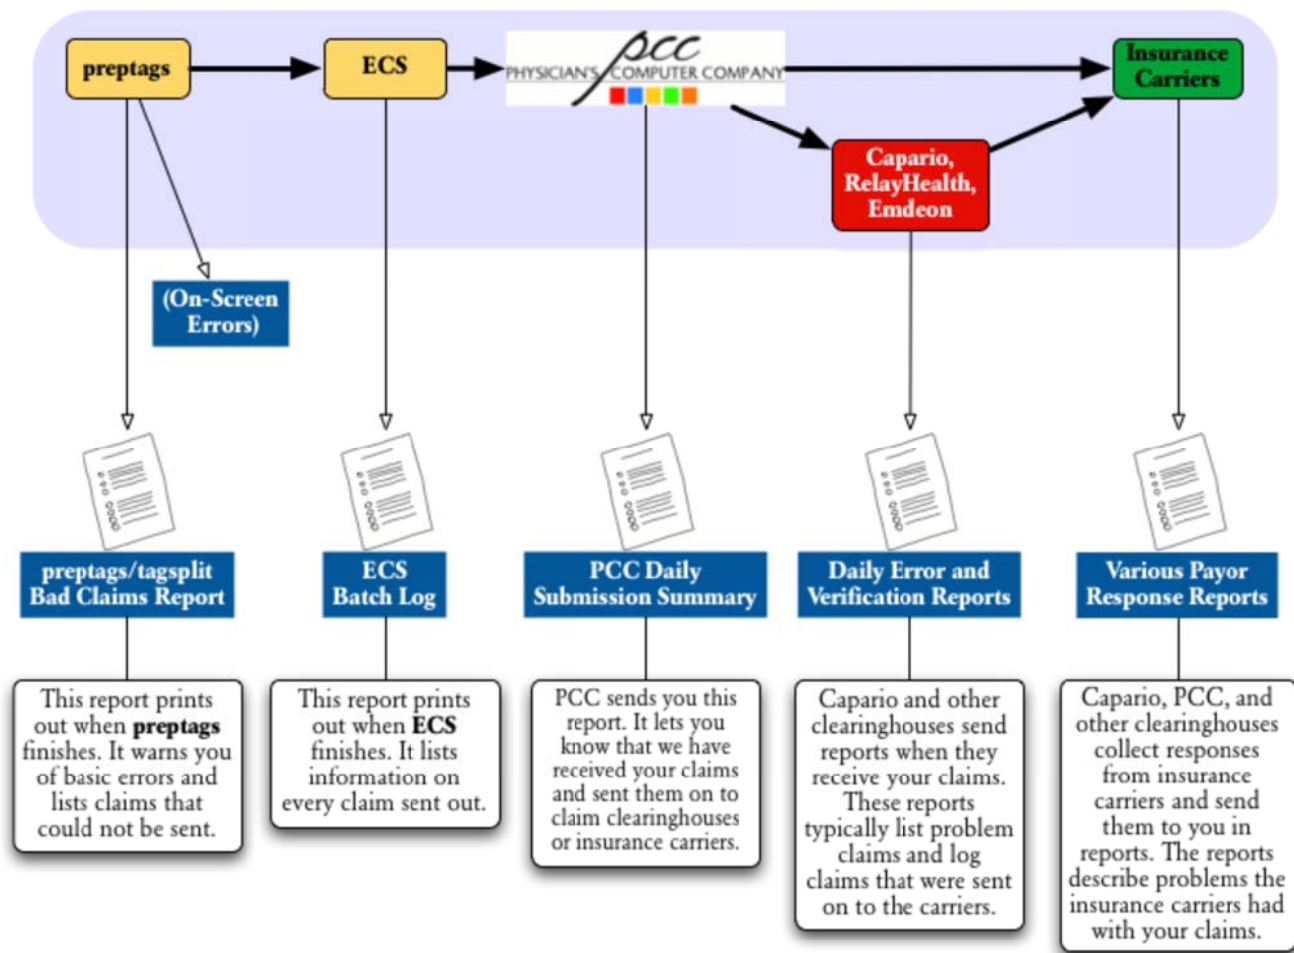 preptags
ECS
pcc
PHYSICIAN'S COMPUTER COMPANY
Insurance
Carriers
Capario,
RelayHealth,
Emdeon
(On-Screen
Errors)
preptags/tagsplit
Bad Claims Report
ECS
Batch Log
PCC Daily
Submission Summary
Daily Error and
Verification Reports
Various Payor
Response Reports
This report prints
out when preptags
finishes. It warns you
of basic errors and
lists claims that
could not be sent.
This report prints
out when ECS
finishes. It lists
information on
every claim sent out.
PCC sends you this
report. It lets you
know that we have
received your claims
and sent them on to
claim clearinghouses
or insurance carriers.
Capario and other
clearinghouses send
reports when they
receive your claims.
These reports
typically list problem
claims and log
claims that were sent
on to the carriers.
Capario, PCC, and
other clearinghouses
collect responses
from insurance
carriers and send
them to you in
reports. The reports
describe problems the
insurance carriers had
with your claims.